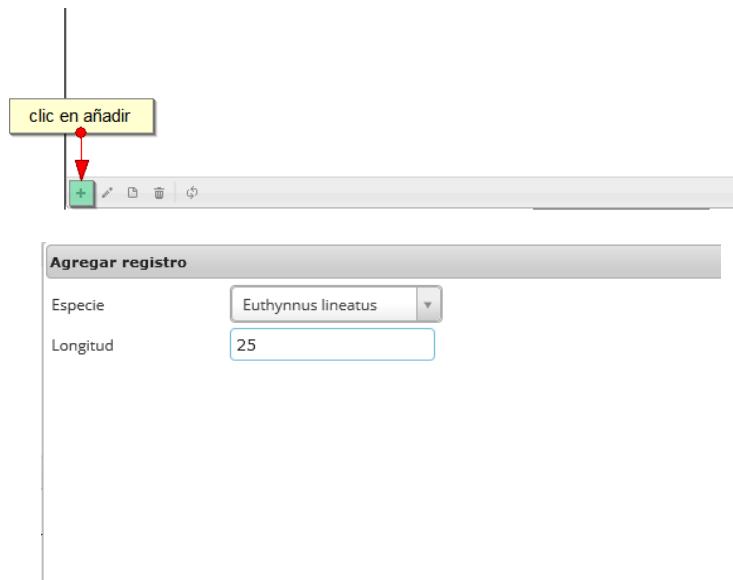 clic en añadir
Agregar registro
Especie Euthynnus lineatus
Longitud 25